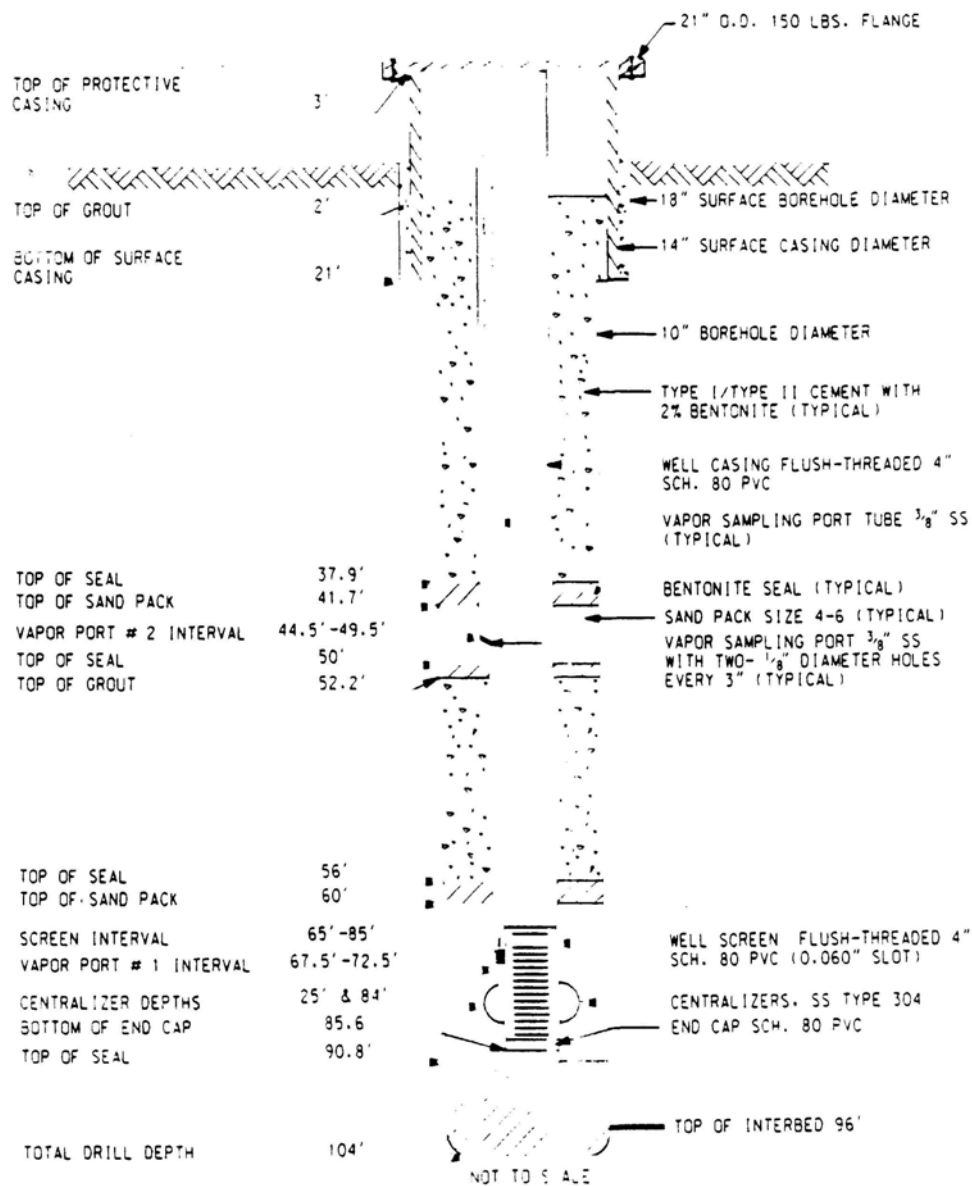 21" O.D. 150 LBS. FLANGE
TOP OF PROTECTIVE
CASING 3'
TOP OF GROUT 2'
18" SURFACE BOREHOLE DIAMETER
14" SURFACE CASING DIAMETER
BOTTOM OF SURFACE
CASING 21'
10" BOREHOLE DIAMETER
TYPE I/TYPE II CEMENT WITH
2% BENTONITE (TYPICAL)
WELL CASING FLUSH-THREADED 4"
SCH. 80 PVC
VAPOR SAMPLING PORT TUBE 3/8" SS
(TYPICAL)
TOP OF SEAL 37.9'
BENTONITE SEAL (TYPICAL)
TOP OF SAND PACK 41.7'
SAND PACK SIZE 4-6 (TYPICAL)
VAPOR PORT # 2 INTERVAL 44.5'-49.5'
VAPOR SAMPLING PORT 3/8" SS
WITH TWO- 1/8" DIAMETER HOLES
EVERY 3" (TYPICAL)
TOP OF SEAL 50'
TOP OF GROUT 52.2'
TOP OF SEAL 56'
TOP OF SAND PACK 60'
SCREEN INTERVAL 65'-85'
WELL SCREEN FLUSH-THREADED 4"
SCH. 80 PVC (0.060" SLOT)
VAPOR PORT # 1 INTERVAL 67.5'-72.5'
CENTRALIZER DEPTHS 25' & 84'
CENTRALIZERS. SS TYPE 304
BOTTOM OF END CAP 85.6
END CAP SCH. 80 PVC
TOP OF SEAL 90.8'
TOP OF INTERBED 96'
TOTAL DRILL DEPTH 104'
NOT TO SCALE